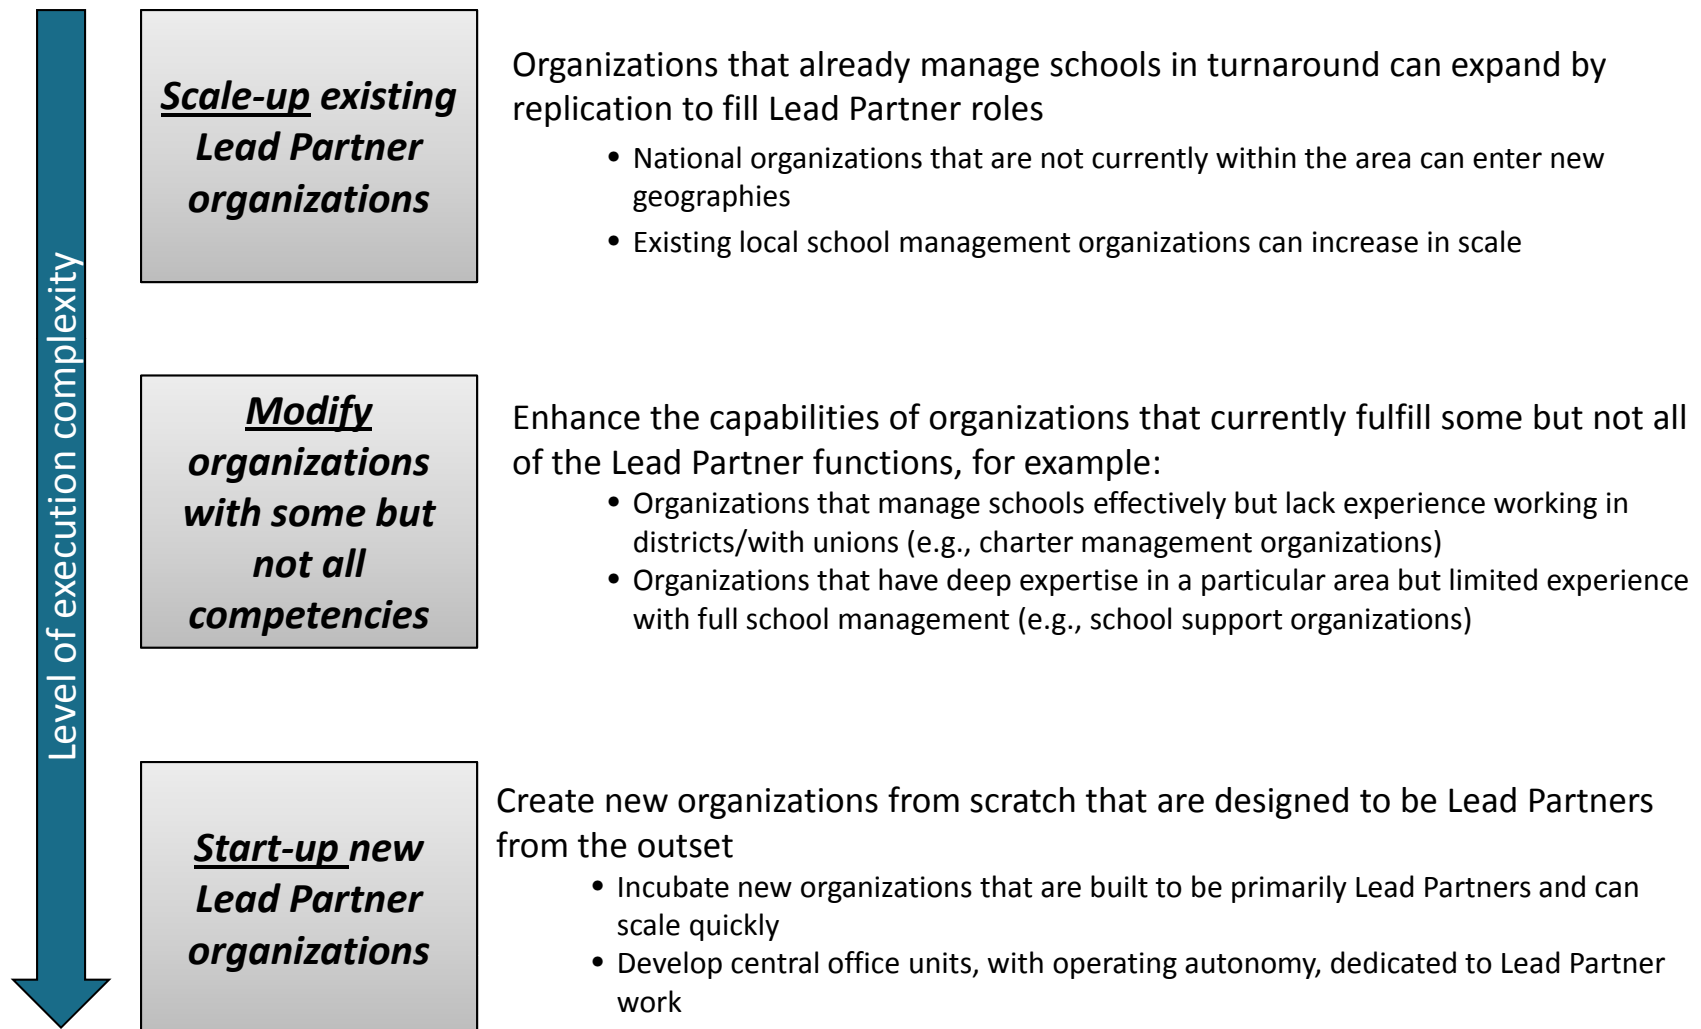 Level of execution complexity
Scale-up existing
Lead Partner
organizations
Organizations that already manage schools in turnaround can expand by
replication to fill Lead Partner roles
• National organizations that are not currently within the area can enter new
geographies
• Existing local school management organizations can increase in scale
Modify
organizations
with some but
not all
competencies
Enhance the capabilities of organizations that currently fulfill some but not all
of the Lead Partner functions, for example:
• Organizations that manage schools effectively but lack experience working in
districts/with unions (e.g., charter management organizations)
• Organizations that have deep expertise in a particular area but limited experience
with full school management (e.g., school support organizations)
Start-up new
Lead Partner
organizations
Create new organizations from scratch that are designed to be Lead Partners
from the outset
• Incubate new organizations that are built to be primarily Lead Partners and can
scale quickly
• Develop central office units, with operating autonomy, dedicated to Lead Partner
work